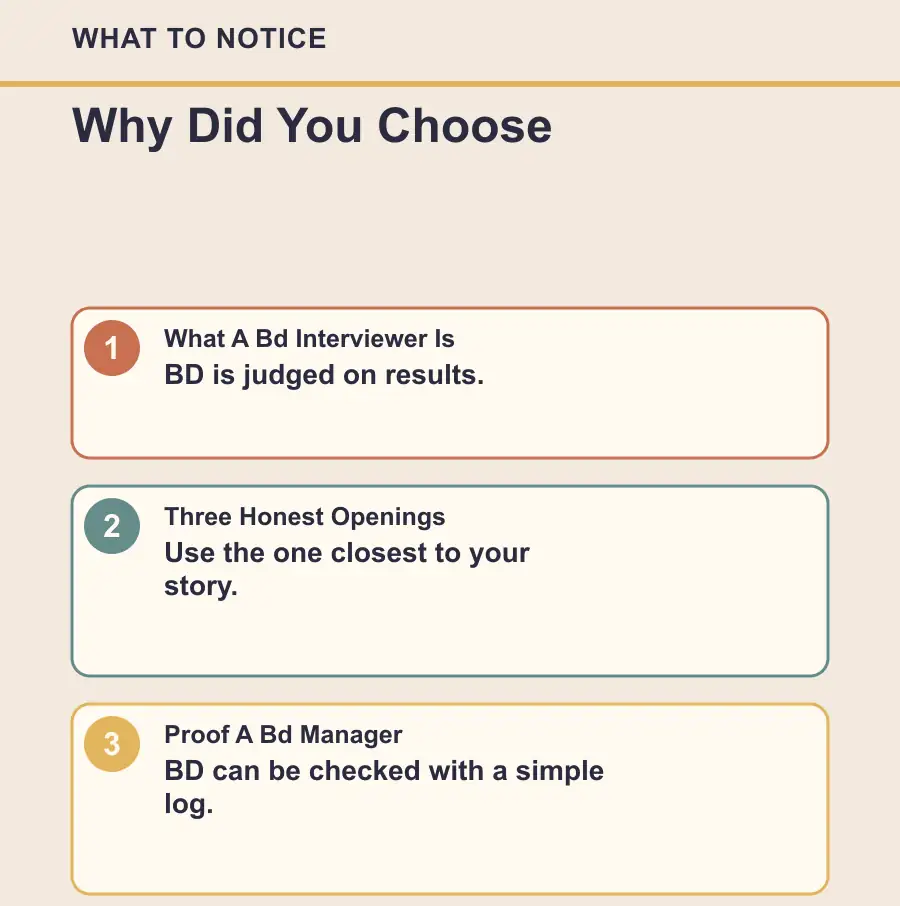 WHAT TO NOTICE
Why Did You Choose
1
What A Bd Interviewer Is
BD is judged on results.
2
Three Honest Openings
Use the one closest to your
story.
3
Proof A Bd Manager
BD can be checked with a simple
log.